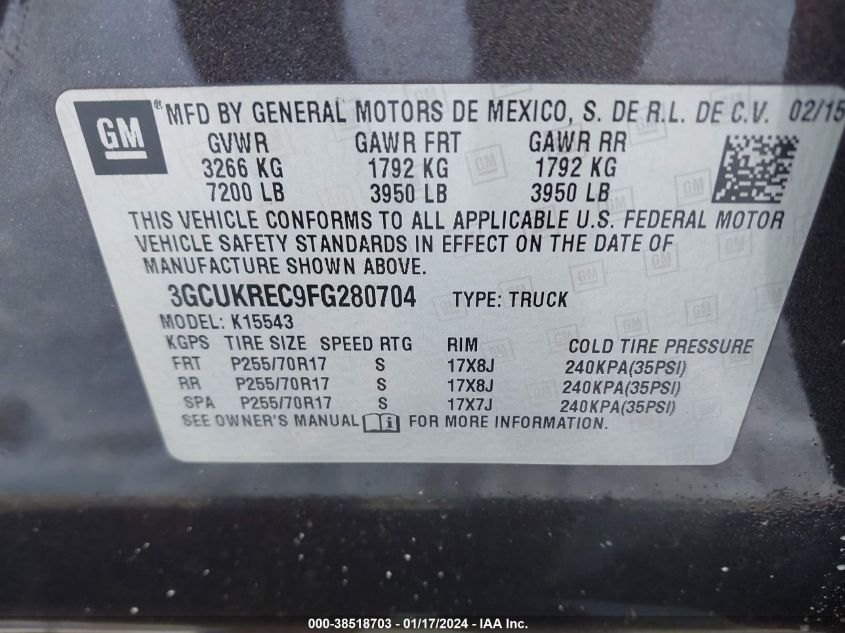 GM ® MFD BY GENERAL MOTORS DE MEXICO, S. DE R.L. DE C.V. 02/15
GVWR GAWR FRT GAWR RR
3266 KG 1792 KG 1792 KG
7200 LB 3950 LB 3950 LB
THIS VEHICLE CONFORMS TO ALL APPLICABLE U.S. FEDERAL MOTOR
VEHICLE SAFETY STANDARDS IN EFFECT ON THE DATE OF
MANUFACTURE SHOWN ABOVE.
3GCUKREC9FG280704 TYPE: TRUCK
MODEL: K15543
KGPS TIRE SIZE SPEED RTG RIM COLD TIRE PRESSURE
FRT P255/70R17 S 17X8J 240KPA(35PSI)
RR P255/70R17 S 17X8J 240KPA(35PSI)
SPA P255/70R17 S 17X7J 240KPA(35PSI)
SEE OWNER'S MANUAL FOR MORE INFORMATION.
000-38518703 - 01/17/2024 - IAA Inc.